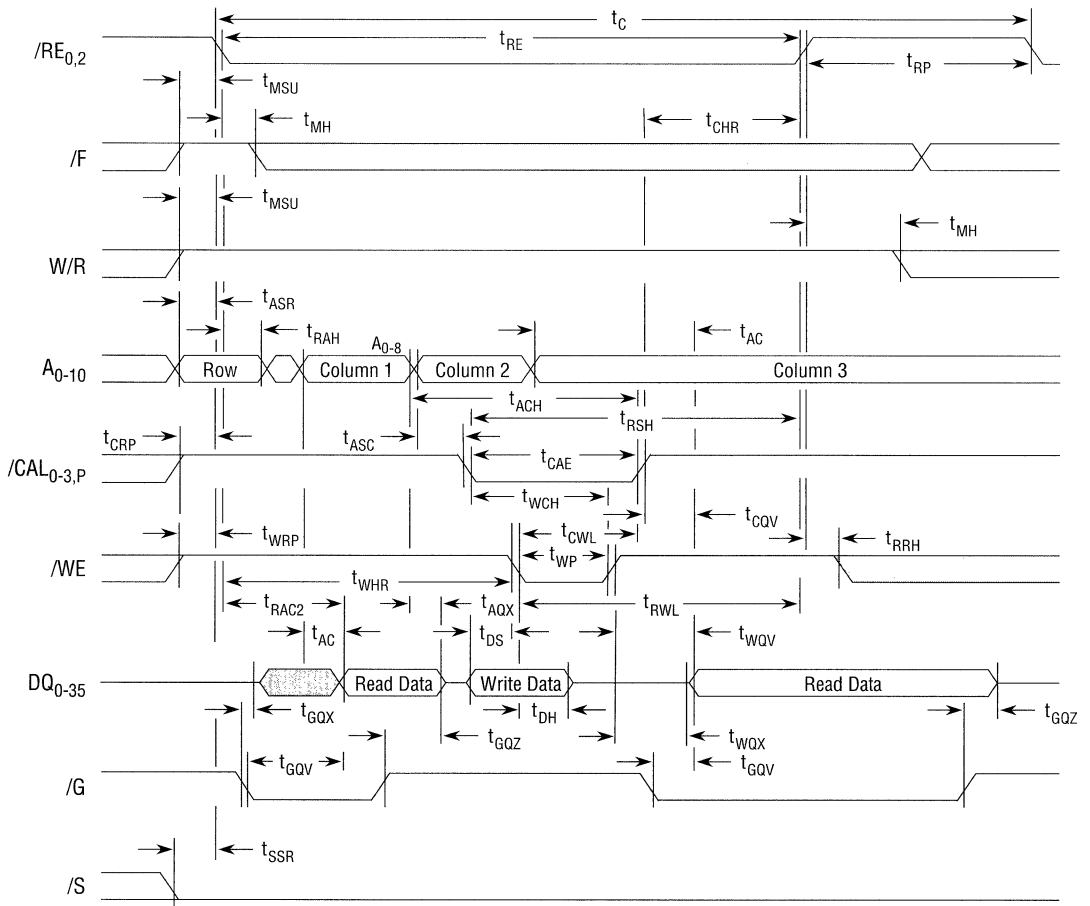 t_C
/RE_0,2
t_RE
t_RP
t_MSU
t_MH
t_CHR
/F
t_MSU
t_MH
W/R
t_ASR
t_RAH
t_AC
A_0-8
A_0-10
Row
Column 1
Column 2
Column 3
t_ACH
t_RSH
t_CRP
t_ASC
/CAL_0-3,P
t_CAE
t_WCH
t_CQV
t_WRP
t_CWL
t_RRH
/WE
t_WP
t_WHR
t_RAC2
t_AQX
t_RWL
t_AC
t_DS
t_WQV
DQ_0-35
Read Data
Write Data
Read Data
t_GQX
t_DH
t_GQZ
t_GQZ
t_WQX
t_GQV
t_GQV
/G
t_SSR
/S